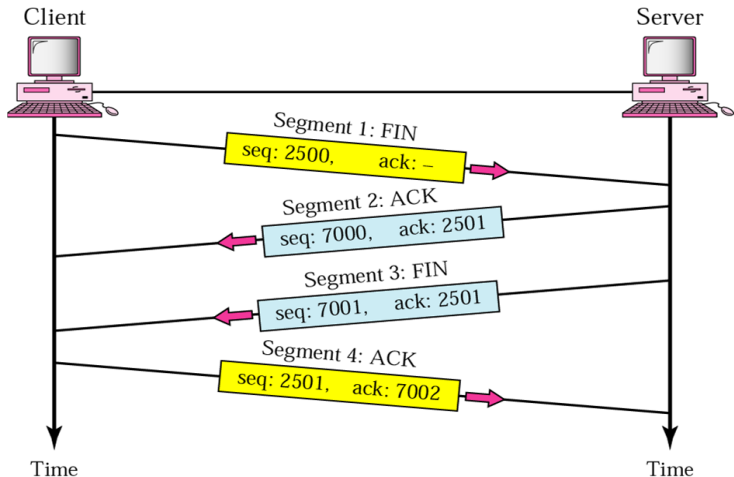 Client
Server
Segment 1: FIN
seq: 2500, ack: –
Segment 2: ACK
seq: 7000, ack: 2501
Segment 3: FIN
seq: 7001, ack: 2501
Segment 4: ACK
seq: 2501, ack: 7002
Time
Time